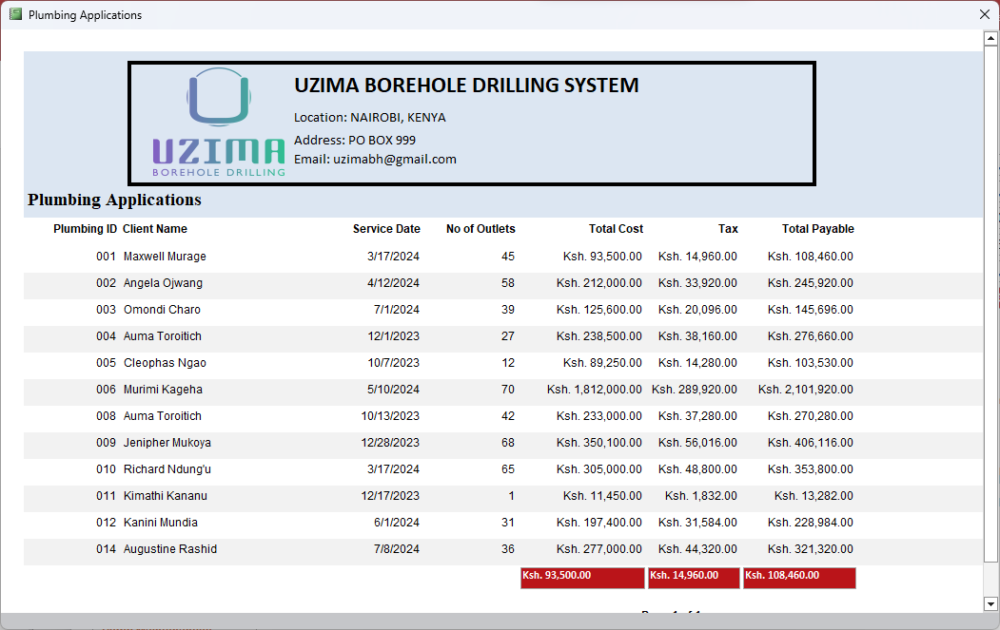 Plumbing Applications
UZIMA BOREHOLE DRILLING SYSTEM
Location: NAIROBI, KENYA
Address: PO BOX 999
Email: uzimabh@gmail.com
UZIMA
BOREHOLE DRILLING
Plumbing Applications
Plumbing ID Client Name Service Date No of Outlets Total Cost Tax Total Payable
001 Maxwell Murage 3/17/2024 45 Ksh. 93,500.00 Ksh. 14,960.00 Ksh. 108,460.00
002 Angela Ojwang 4/12/2024 58 Ksh. 212,000.00 Ksh. 33,920.00 Ksh. 245,920.00
003 Omondi Charo 7/1/2024 39 Ksh. 125,600.00 Ksh. 20,096.00 Ksh. 145,696.00
004 Auma Toroitich 12/1/2023 27 Ksh. 238,500.00 Ksh. 38,160.00 Ksh. 276,660.00
005 Cleophas Ngao 10/7/2023 12 Ksh. 89,250.00 Ksh. 14,280.00 Ksh. 103,530.00
006 Murimi Kageha 5/10/2024 70 Ksh. 1,812,000.00 Ksh. 289,920.00 Ksh. 2,101,920.00
008 Auma Toroitich 10/13/2023 42 Ksh. 233,000.00 Ksh. 37,280.00 Ksh. 270,280.00
009 Jenipher Mukoya 12/28/2023 68 Ksh. 350,100.00 Ksh. 56,016.00 Ksh. 406,116.00
010 Richard Ndung'u 3/17/2024 65 Ksh. 305,000.00 Ksh. 48,800.00 Ksh. 353,800.00
011 Kimathi Kananu 12/17/2023 1 Ksh. 11,450.00 Ksh. 1,832.00 Ksh. 13,282.00
012 Kanini Mundia 6/1/2024 31 Ksh. 197,400.00 Ksh. 31,584.00 Ksh. 228,984.00
014 Augustine Rashid 7/8/2024 36 Ksh. 277,000.00 Ksh. 44,320.00 Ksh. 321,320.00
Ksh. 93,500.00 Ksh. 14,960.00 Ksh. 108,460.00